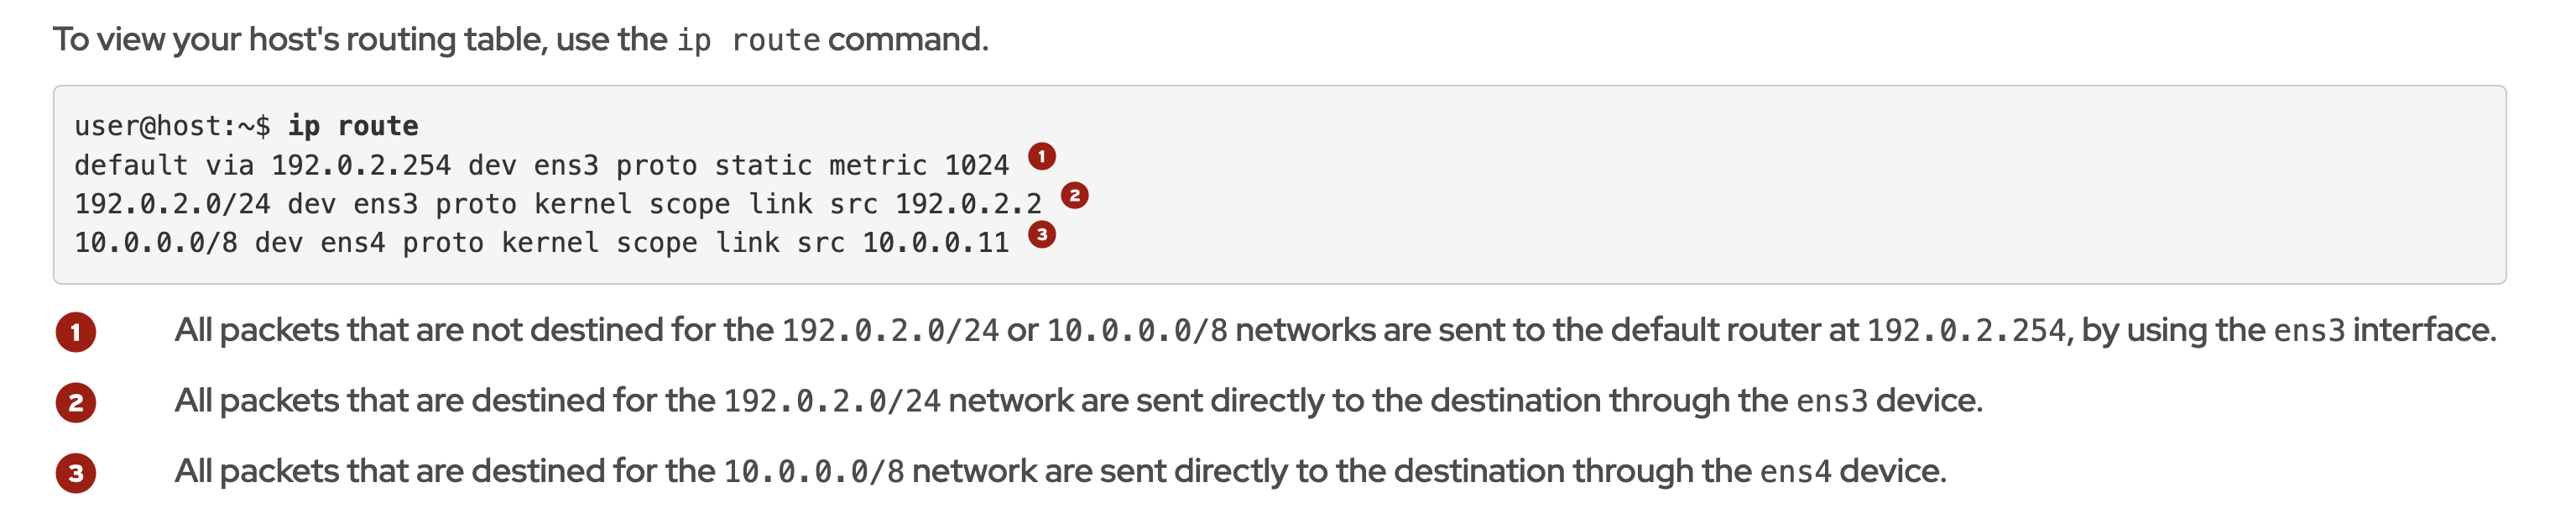 To view your host's routing table, use the ip route command.
user@host:~$ ip route
default via 192.0.2.254 dev ens3 proto static metric 1024 1
192.0.2.0/24 dev ens3 proto kernel scope link src 192.0.2.2 2
10.0.0.0/8 dev ens4 proto kernel scope link src 10.0.0.11 3
1 All packets that are not destined for the 192.0.2.0/24 or 10.0.0.0/8 networks are sent to the default router at 192.0.2.254, by using the ens3 interface.
2 All packets that are destined for the 192.0.2.0/24 network are sent directly to the destination through the ens3 device.
3 All packets that are destined for the 10.0.0.0/8 network are sent directly to the destination through the ens4 device.